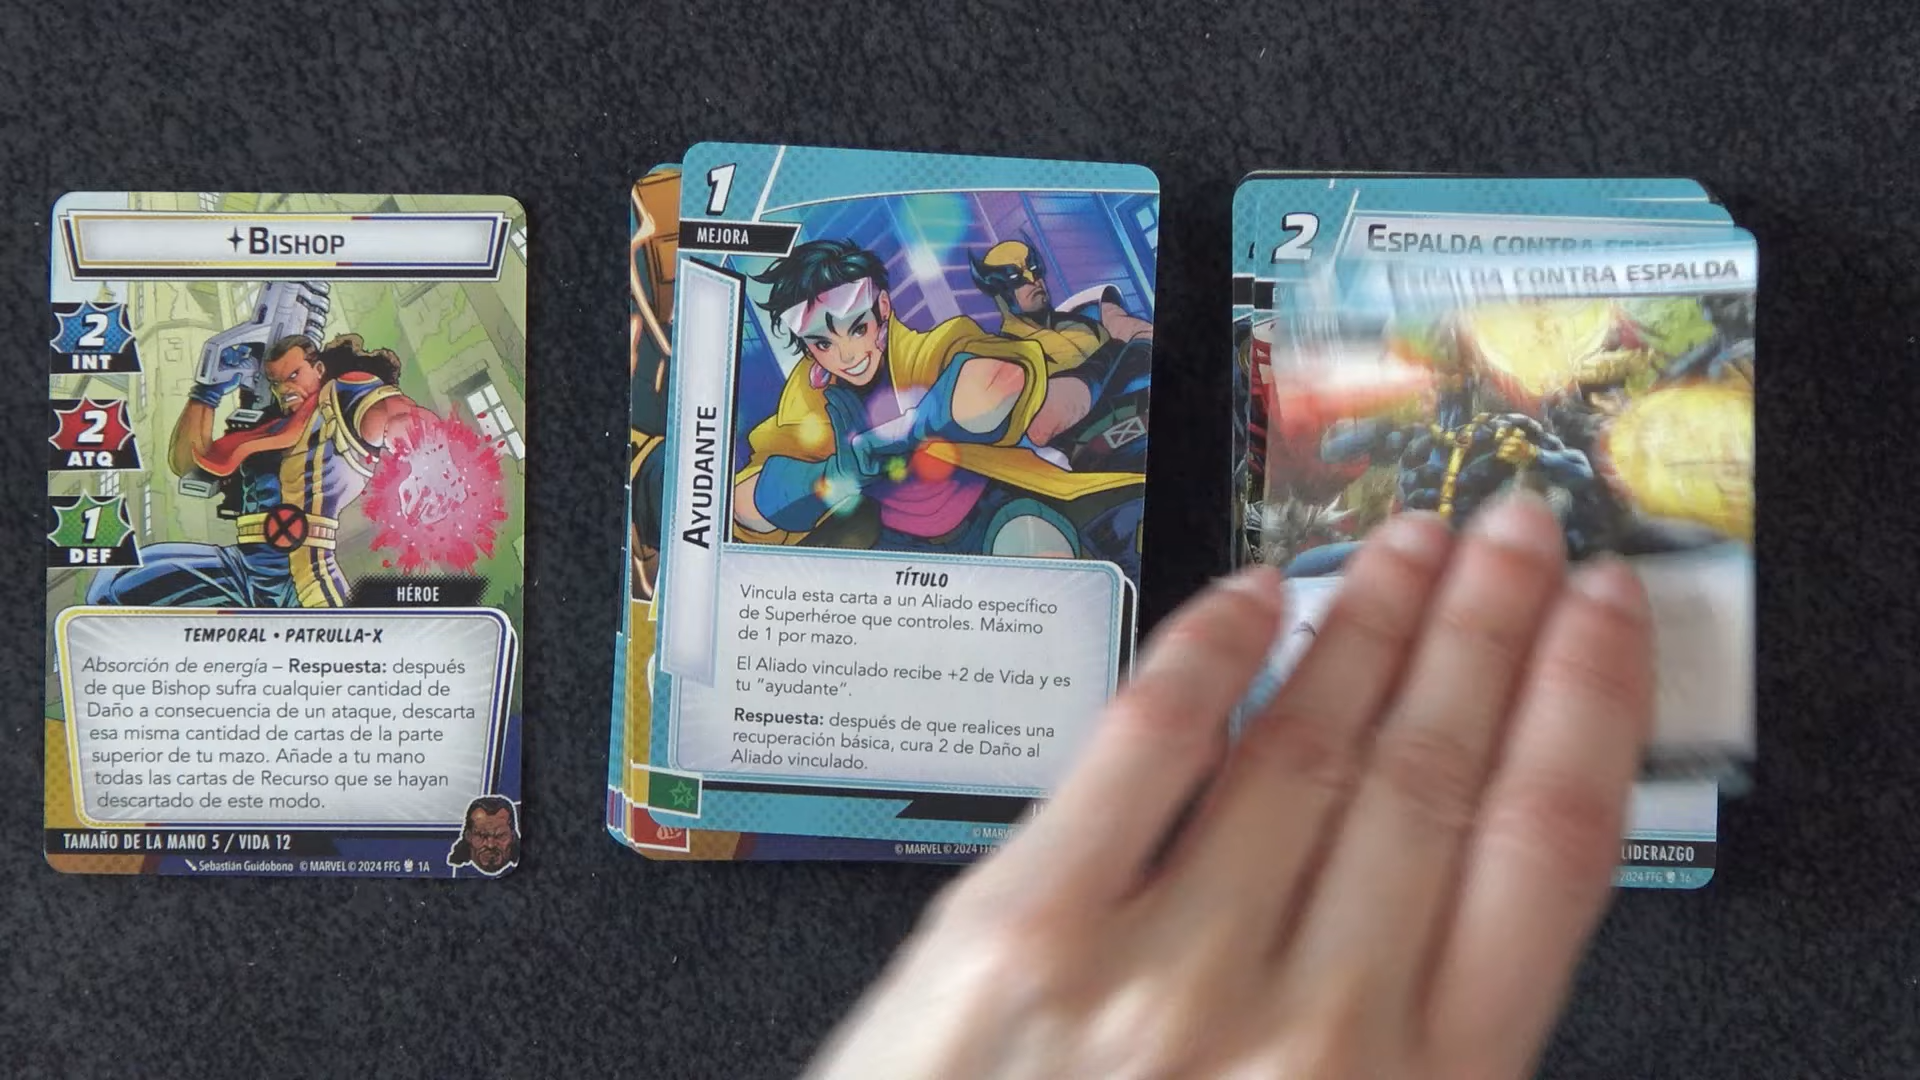 BISHOP
2
INT
2
ATQ
1
DEF
HÉROE
TEMPORAL • PATRULLA-X
Absorción de energía – Respuesta: después
de que Bishop sufra cualquier cantidad de
Daño a consecuencia de un ataque, descarta
esa misma cantidad de cartas de la parte
superior de tu mazo. Añade a tu mano
todas las cartas de Recurso que se hayan
descartado de este modo.
TAMAÑO DE LA MANO 5 / VIDA 12
Sebastián Guidobono © MARVEL © 2024 FFG 1A
1
MEJORA
AYUDANTE
TÍTULO
Vincula esta carta a un Aliado específico
de Superhéroe que controles. Máximo
de 1 por mazo.
El Aliado vinculado recibe +2 de Vida y es
tu "ayudante".
Respuesta: después de que realices una
recuperación básica, cura 2 de Daño al
Aliado vinculado.
© MARVEL © 2024 FFG
2
ESPALDA CONTRA
ESPALDA CONTRA ESPALDA
LIDERAZGO
2024 FFG 16